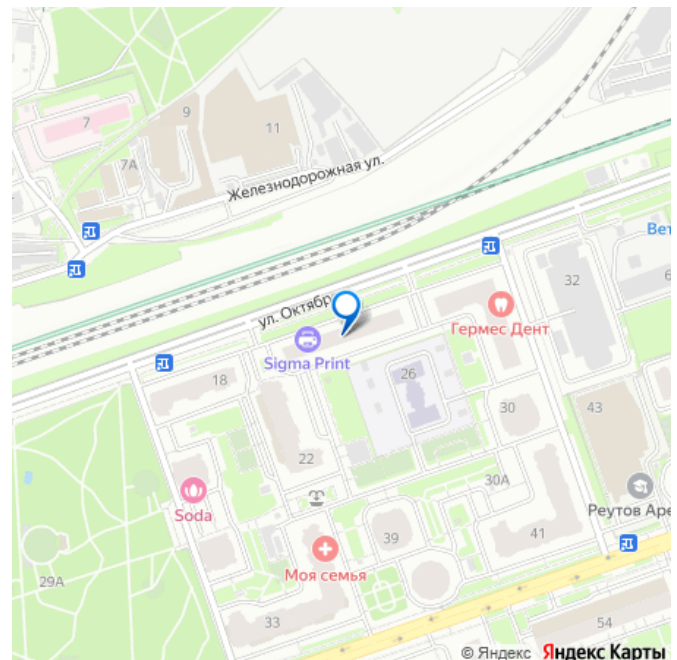 7
9
11
7А
Железнодорожная ул.
Вет
32
6
ул. Октябр
Гермес Дент
Sigma Print
18
26
30
43
22
30А
Soda
Реутов Аре
39
41
Моя семья
29А
33
54
© Яндекс Яндекс Карты